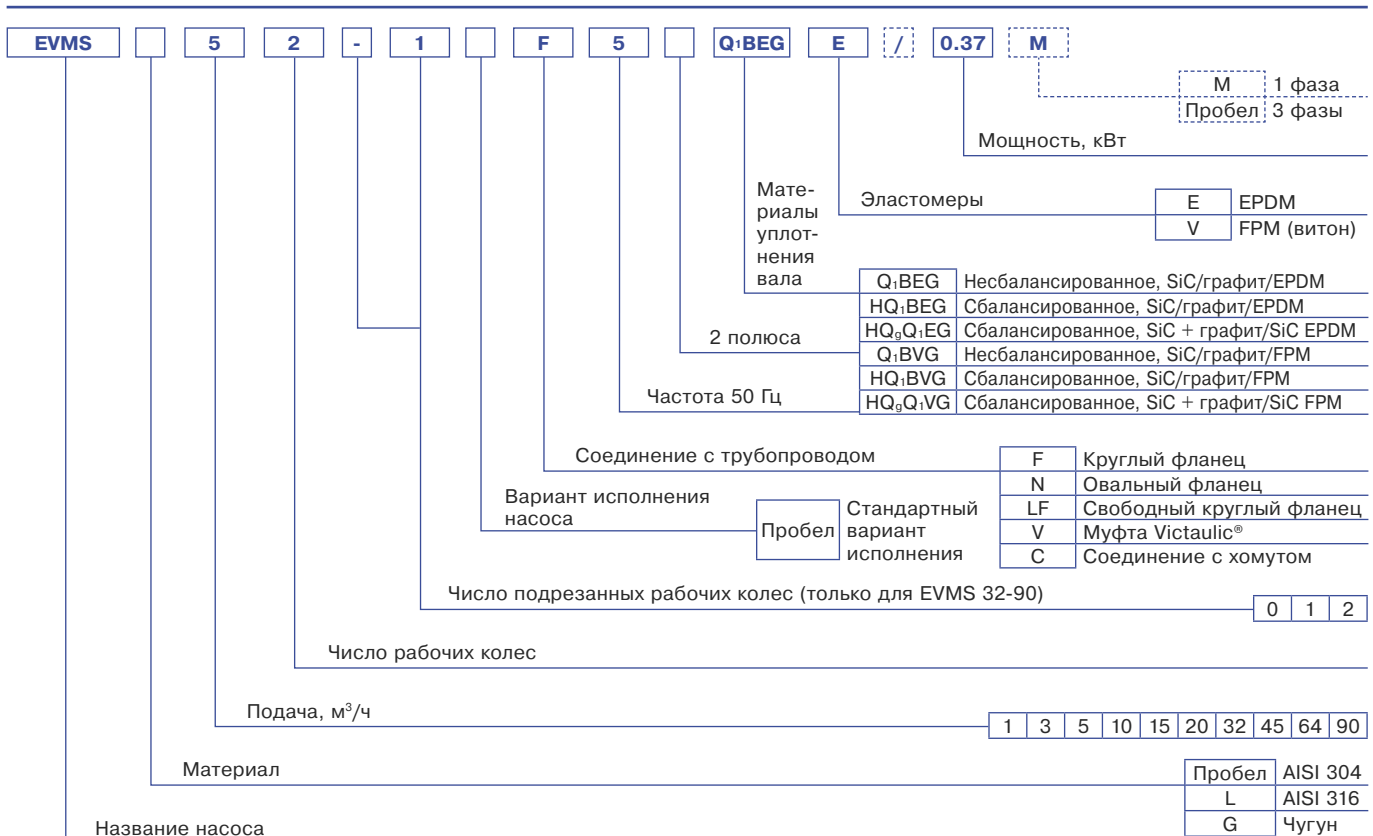 EVMS 5 2 - 1 F 5 Q₁BEG E / 0.37 M
M 1 фаза
Пробел 3 фазы
Мощность, кВт
Мате-
риалы
уплот-
нения
вала
Эластомеры
E EPDM
V FPM (витон)
Q₁BEG Несбалансированное, SiC/графит/EPDM
HQ₁BEG Сбалансированное, SiC/графит/EPDM
HQgQ₁EG Сбалансированное, SiC + графит/SiC EPDM
2 полюса
Q₁BVG Несбалансированное, SiC/графит/FPM
HQ₁BVG Сбалансированное, SiC/графит/FPM
Частота 50 Гц
HQgQ₁VG Сбалансированное, SiC + графит/SiC FPM
Соединение с трубопроводом
F Круглый фланец
N Овальный фланец
LF Свободный круглый фланец
V Муфта Victaulic®
C Соединение с хомутом
Вариант исполнения
насоса
Пробел
Стандартный
вариант
исполнения
Число подрезанных рабочих колес (только для EVMS 32-90)
0 1 2
Число рабочих колес
Подача, м³/ч
1 3 5 10 15 20 32 45 64 90
Материал
Пробел AISI 304
L AISI 316
G Чугун
Название насоса